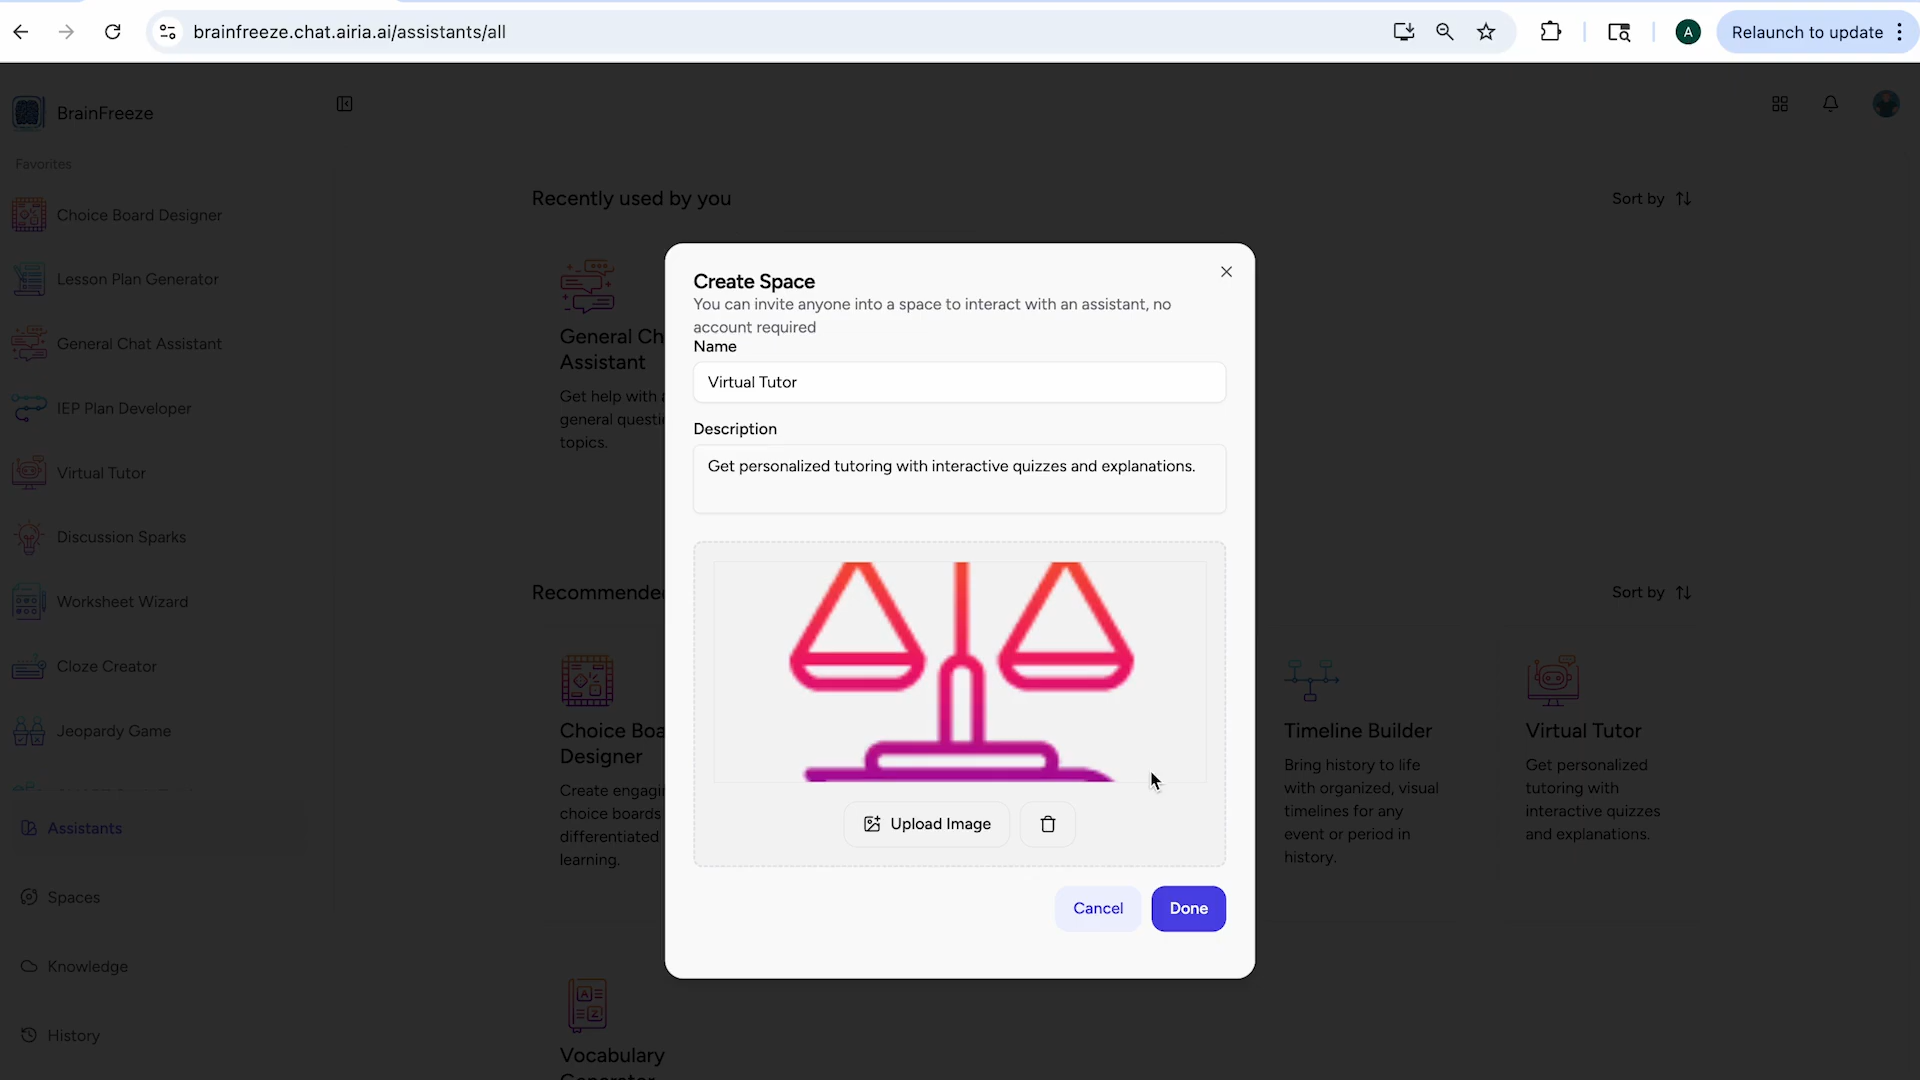 brainfreeze.chat.airia.ai/assistants/all
A
Relaunch to update
BrainFreeze
Favorites
Choice Board Designer
Lesson Plan Generator
General Chat Assistant
IEP Plan Developer
Virtual Tutor
Discussion Sparks
Worksheet Wizard
Cloze Creator
Jeopardy Game
Assistants
Spaces
Knowledge
History
Recently used by you
Sort by
General Ch
Assistant
Get help with
general questi
topics.
Recommende
Sort by
Choice Boa
Designer
Create engagi
choice boards
differentiated
learning.
Timeline Builder
Bring history to life
with organized, visual
timelines for any
event or period in
history.
Virtual Tutor
Get personalized
tutoring with
interactive quizzes
and explanations.
Vocabulary
Create Space
You can invite anyone into a space to interact with an assistant, no
account required
Name
Virtual Tutor
Description
Get personalized tutoring with interactive quizzes and explanations.
Upload Image
Cancel
Done